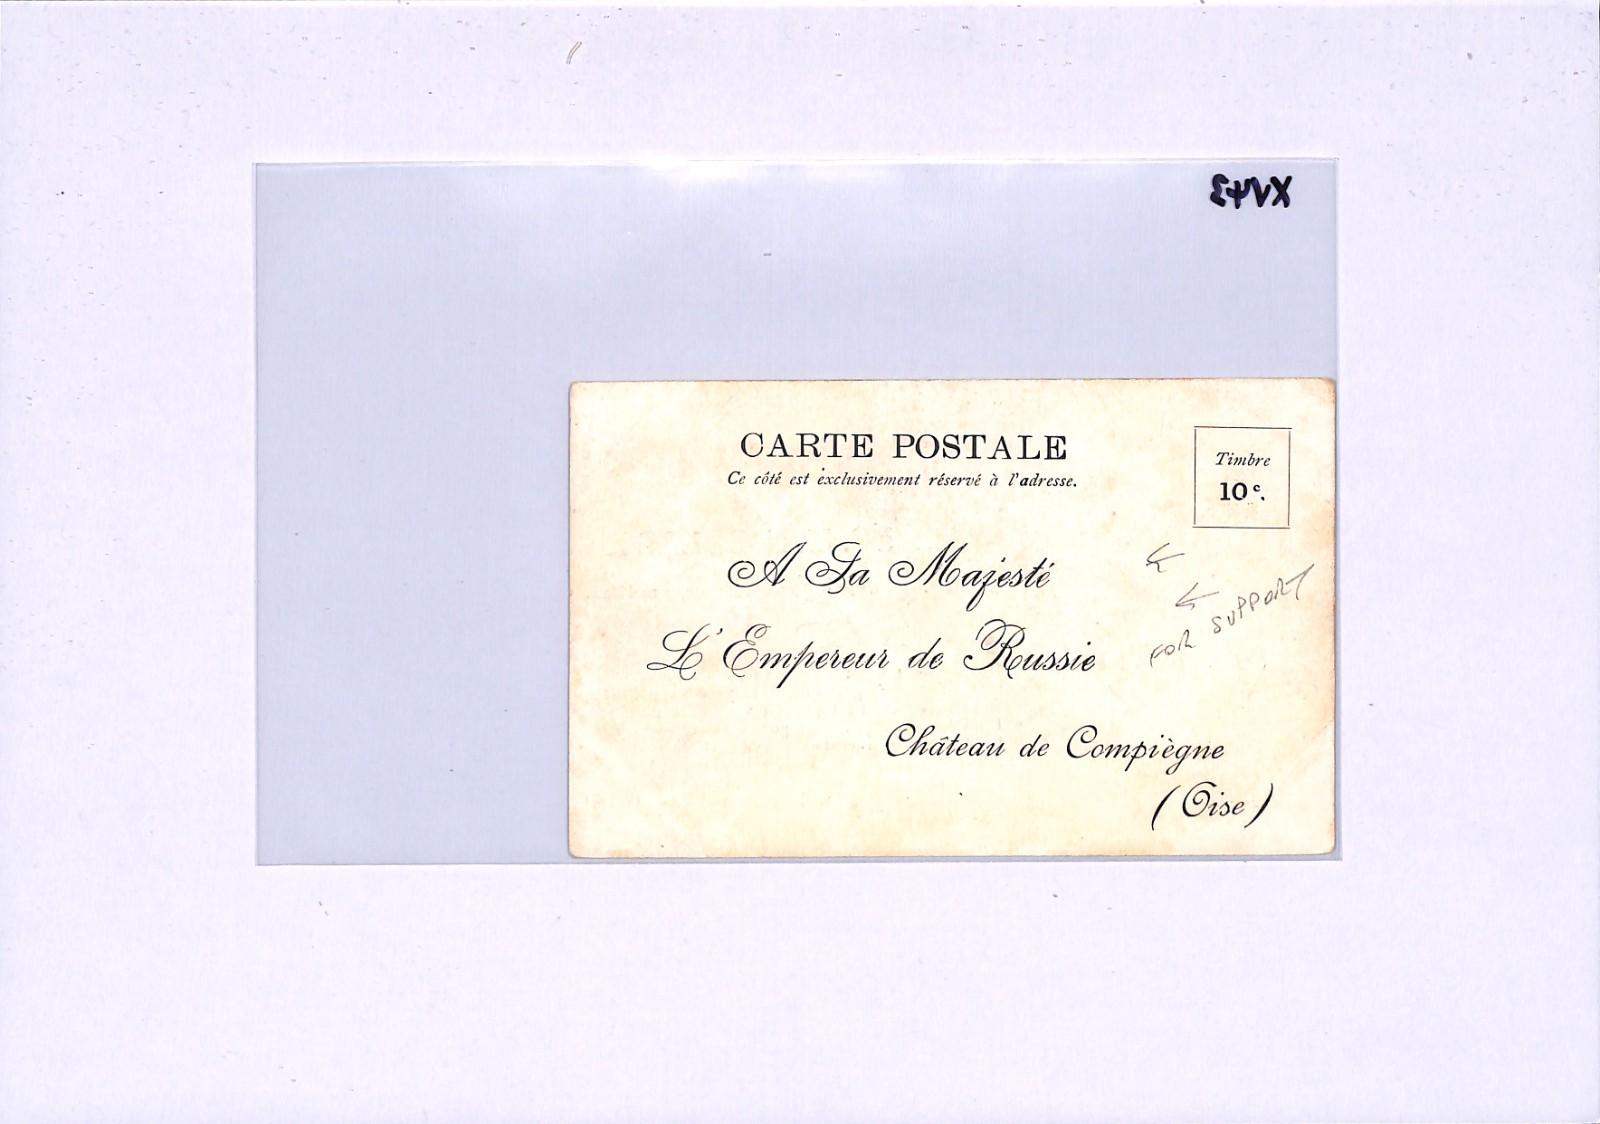 XV43
CARTE POSTALE
Ce côté est exclusivement réservé à l'adresse.
Timbre
10 c.
A Sa Majesté
L'Empereur de Russie
FOR SUPPORT
Château de Compiègne
(Oise)